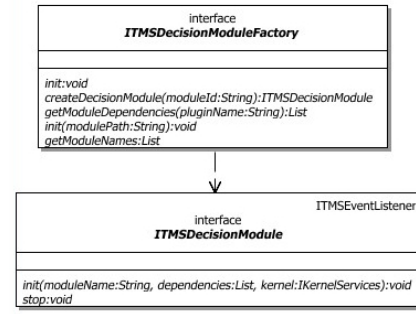 interface
ITMSDecisionModuleFactory
init:void
createDecisionModule(moduleId:String):ITMSDecisionModule
getModuleDependencies(pluginName:String):List
init(modulePath:String):void
getModuleNames:List
ITMSEventListener
interface
ITMSDecisionModule
init(moduleName:String, dependencies:List, kernel:IKernelServices):void
stop:void